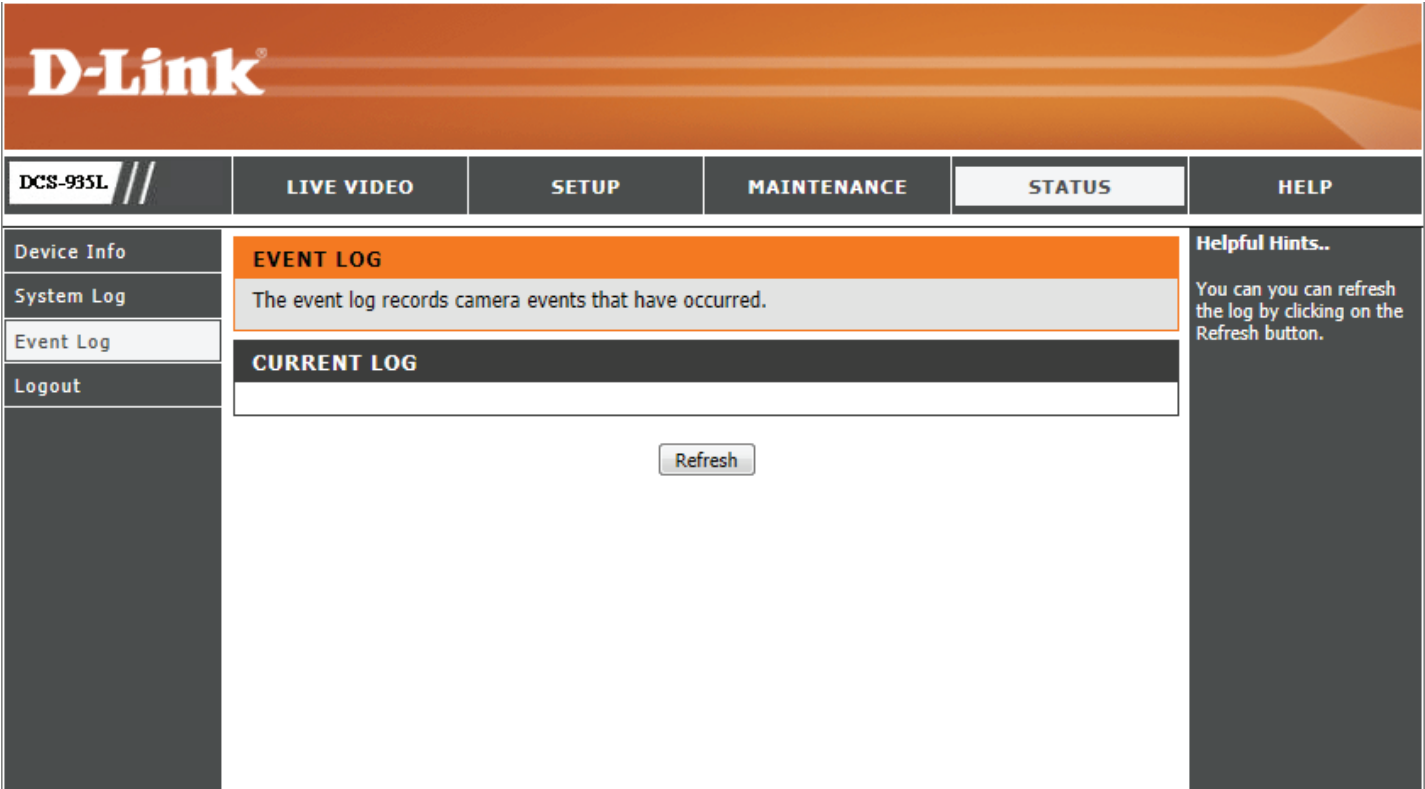 D-Link®
DCS-935L
LIVE VIDEO
SETUP
MAINTENANCE
STATUS
HELP
Device Info
System Log
Event Log
Logout
EVENT LOG
The event log records camera events that have occurred.
CURRENT LOG
Refresh
Helpful Hints..
You can you can refresh
the log by clicking on the
Refresh button.